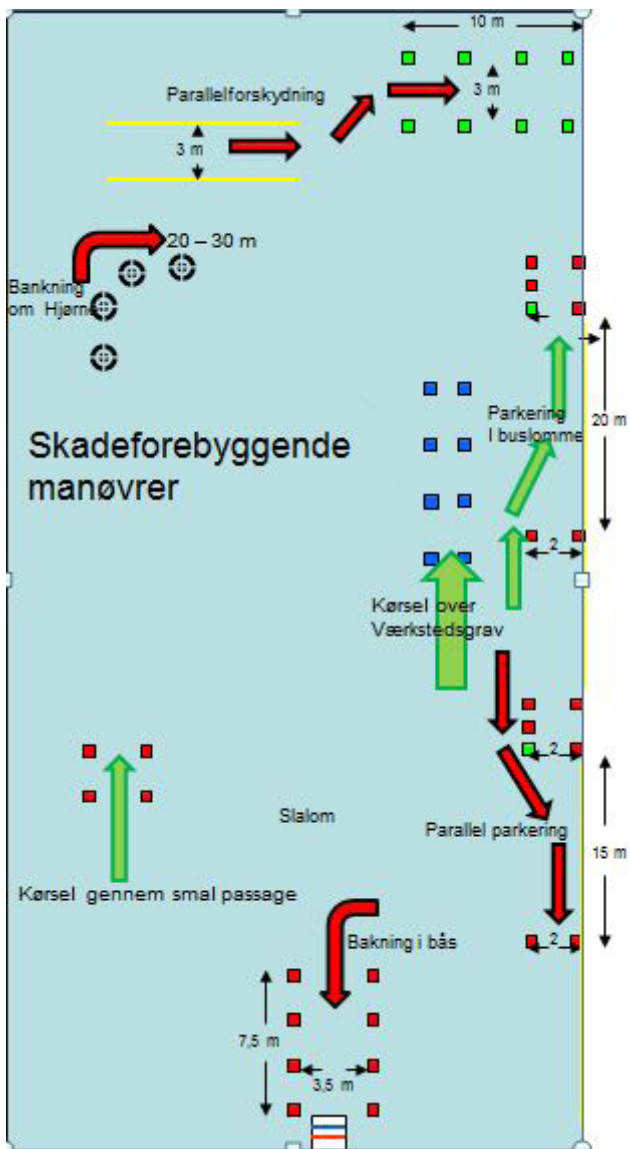 10 m
Parallelforskydning
3 m
3 m
20 – 30 m
Bankning
om Hjørne
Parkering
I buslomme
20 m
Skadeforebyggende
manøvrer
2
Kørsel over
Værkstedsgrav
2
Slalom
Parallel parkering
15 m
Kørsel gennem smal passage
Bakning i bås
2
7,5 m
3,5 m